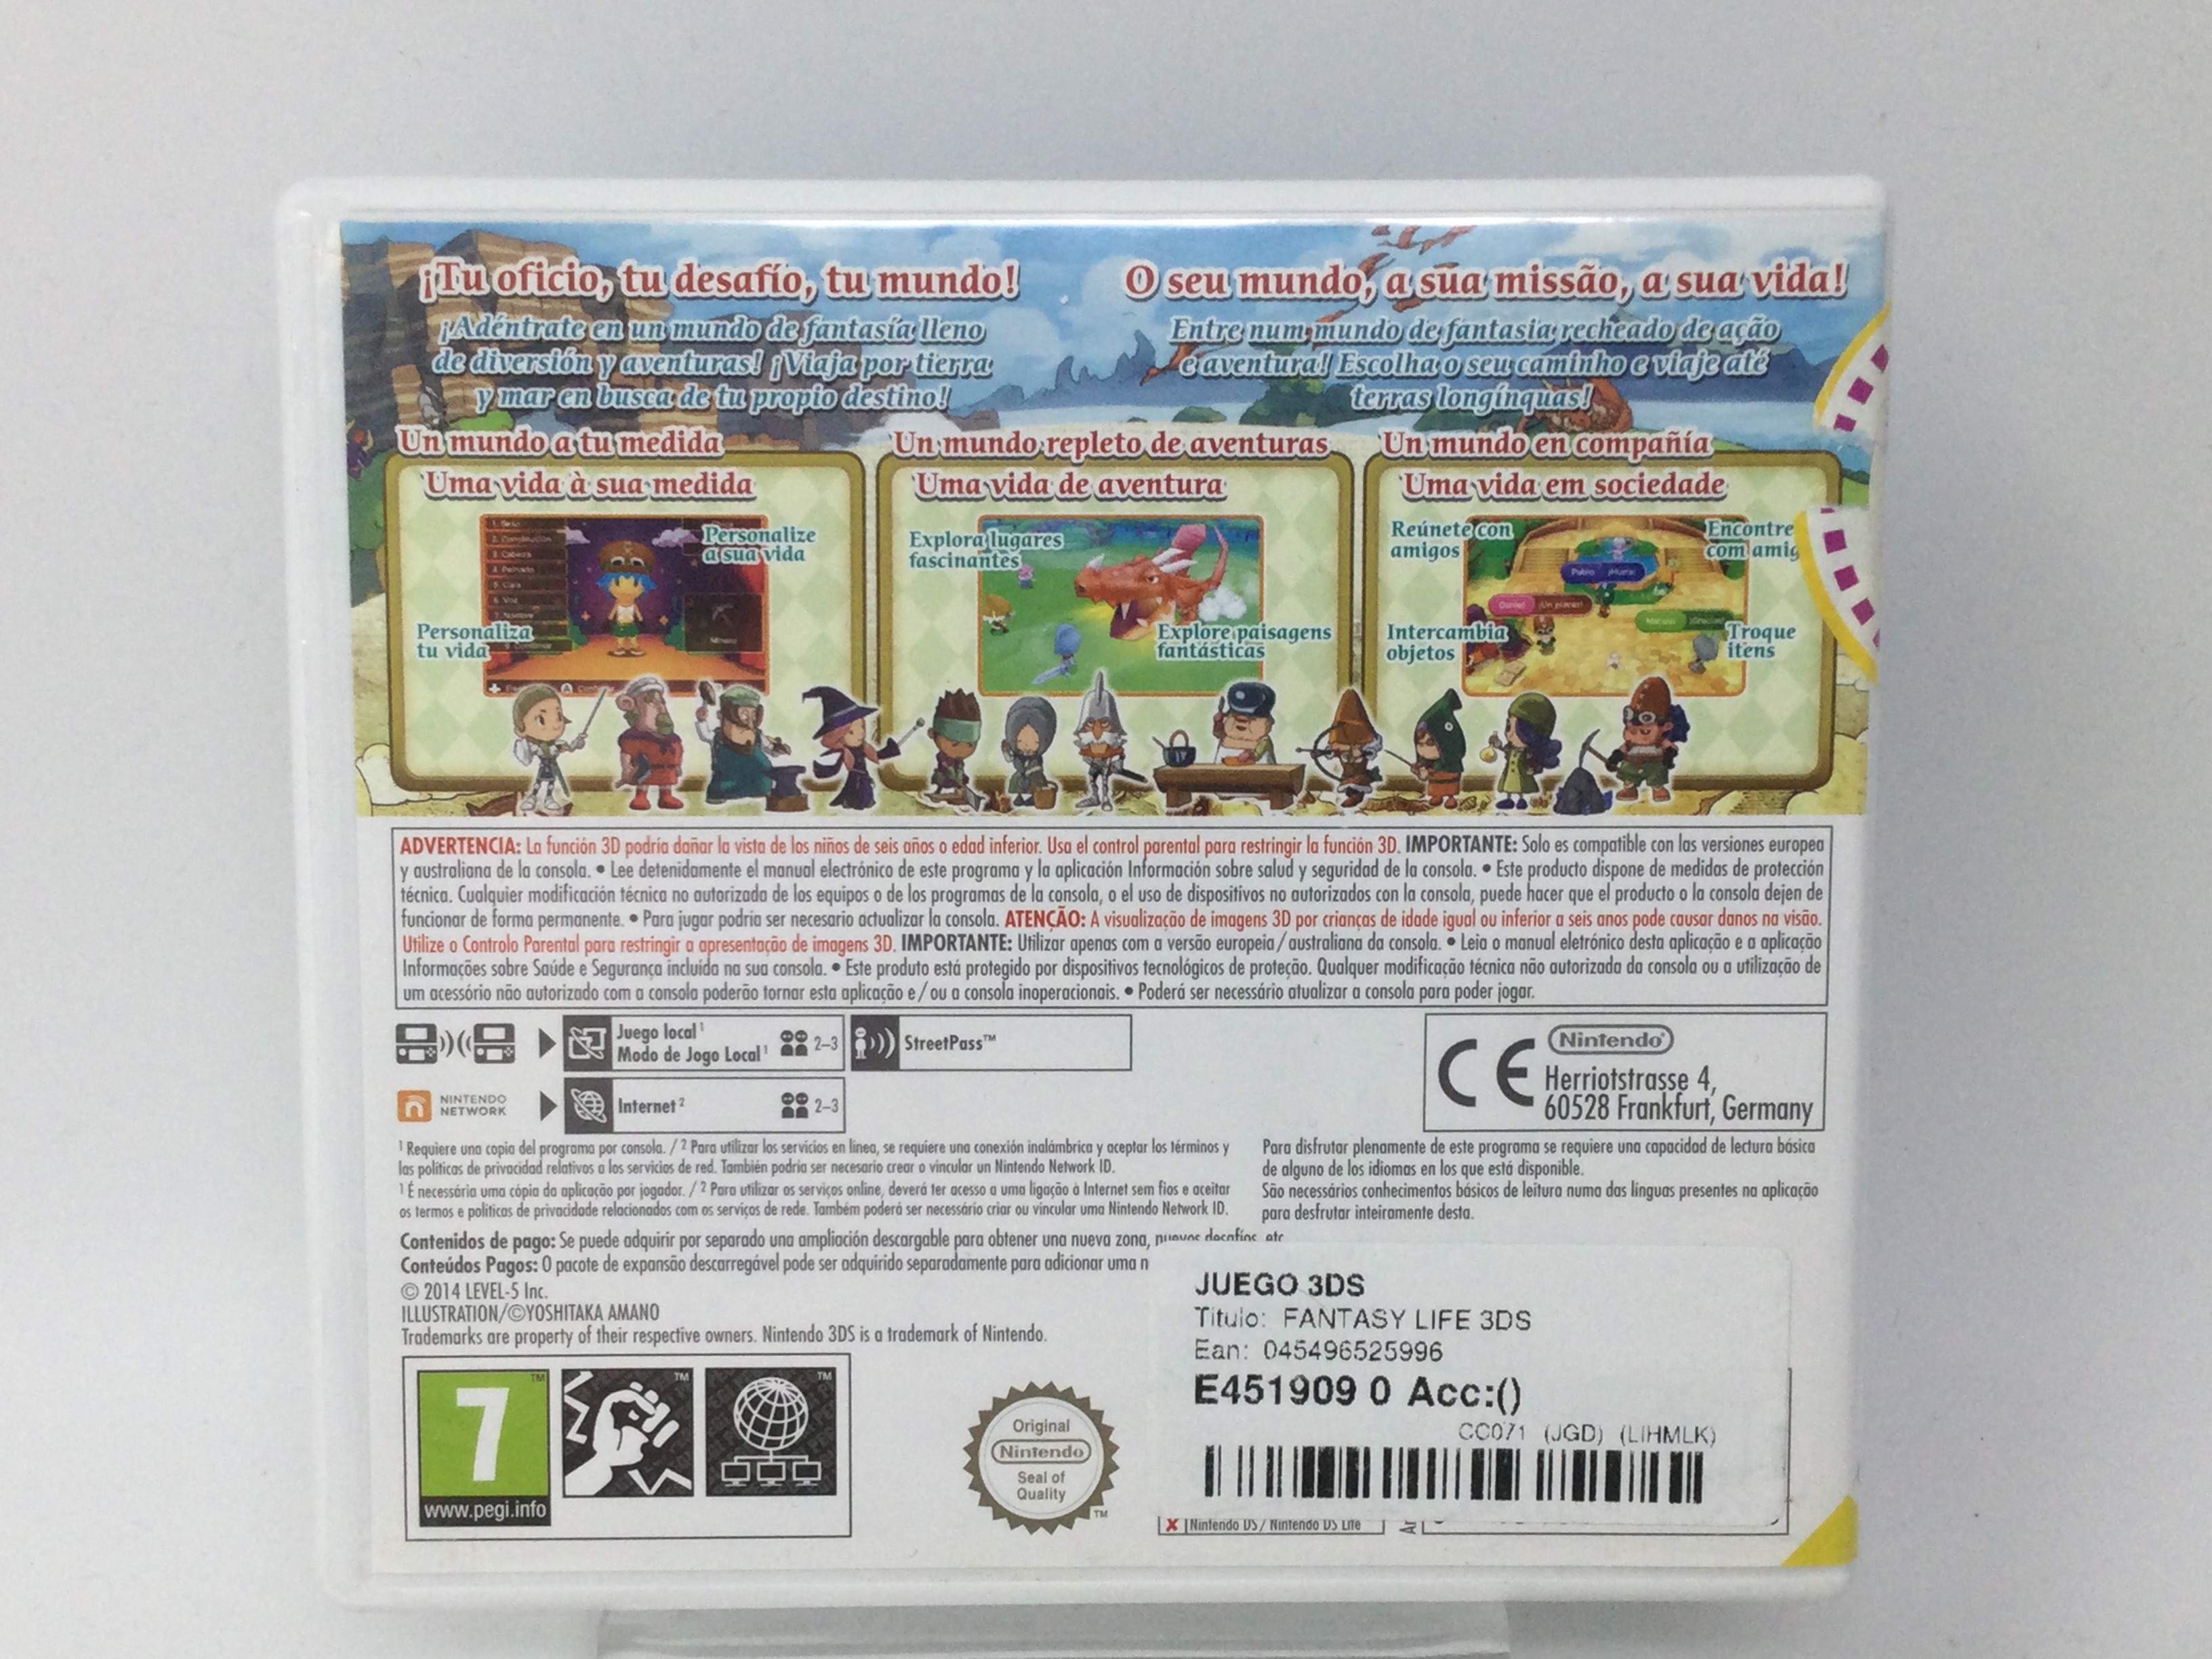 ¡Tu oficio, tu desafío, tu mundo!
¡Adéntrate en un mundo de fantasía lleno
de diversión y aventuras! ¡Viaja por tierra
y mar en busca de tu propio destino!
O seu mundo, a sua missão, a sua vida!
Entre num mundo de fantasia recheado de ação
e aventura! Escolha o seu caminho e viaje até
terras longínquas!
Un mundo a tu medida
Uma vida à sua medida
Personalize
a sua vida
Personaliza
tu vida
Un mundo repleto de aventuras
Uma vida de aventura
Explora lugares
fascinantes
Explore paisagens
fantásticas
Un mundo en compañía
Uma vida em sociedade
Reúnete con
amigos
Encontre
com amig
Intercambia
objetos
Troque
itens
ADVERTENCIA: La función 3D podría dañar la vista de los niños de seis años o edad inferior. Usa el control parental para restringir la función 3D. IMPORTANTE: Solo es compatible con las versiones europea
y australiana de la consola. • Lee detenidamente el manual electrónico de este programa y la aplicación Información sobre salud y seguridad de la consola. • Este producto dispone de medidas de protección
técnica. Cualquier modificación técnica no autorizada de los equipos o de los programas de la consola, o el uso de dispositivos no autorizados con la consola, puede hacer que el producto o la consola dejen de
funcionar de forma permanente. • Para jugar podría ser necesario actualizar la consola. ATENÇÃO: A visualização de imagens 3D por crianças de idade igual ou inferior a seis anos pode causar danos na visão.
Utilize o Controlo Parental para restringir a apresentação de imagens 3D. IMPORTANTE: Utilizar apenas com a versão europeia/australiana da consola. • Leia o manual eletrónico desta aplicação e a aplicação
Informações sobre Saúde e Segurança incluída na sua consola. • Este produto está protegido por dispositivos tecnológicos de proteção. Qualquer modificação técnica não autorizada da consola ou a utilização de
um acessório não autorizado com a consola poderão tornar esta aplicação e/ou a consola inoperacionais. • Poderá ser necessário atualizar a consola para poder jogar.
Juego local¹
Modo de Jogo Local¹
2–3
StreetPass™
NINTENDO
NETWORK
Internet²
2–3
CE
Nintendo®
Herriotstrasse 4,
60528 Frankfurt, Germany
¹ Requiere una copia del programa por consola. / ² Para utilizar los servicios en línea, se requiere una conexión inalámbrica y aceptar los términos y
las políticas de privacidad relativos a los servicios de red. También podría ser necesario crear o vincular un Nintendo Network ID.
¹ É necessária uma cópia da aplicação por jogador. / ² Para utilizar os serviços online, deverá ter acesso a uma ligação à Internet sem fios e aceitar
os termos e políticas de privacidade relacionados com os serviços de rede. Também poderá ser necessário criar ou vincular uma Nintendo Network ID.
Para disfrutar plenamente de este programa se requiere una capacidad de lectura básica
de alguno de los idiomas en los que está disponible.
São necessários conhecimentos básicos de leitura numa das línguas presentes na aplicação
para desfrutar inteiramente desta.
Contenidos de pago: Se puede adquirir por separado una ampliación descargable para obtener una nueva zona, nuevos desafíos, etc
Conteúdos Pagos: O pacote de expansão descarregável pode ser adquirido separadamente para adicionar uma n
© 2014 LEVEL-5 Inc.
ILLUSTRATION/©YOSHITAKA AMANO
Trademarks are property of their respective owners. Nintendo 3DS is a trademark of Nintendo.
7
www.pegi.info
Original
Nintendo
Seal of
Quality
JUEGO 3DS
Titulo: FANTASY LIFE 3DS
Ean: 045496525996
E451909 0 Acc:()
CC071 (JGD) (LIHMLK)
Nintendo DS/ Nintendo DS Lite